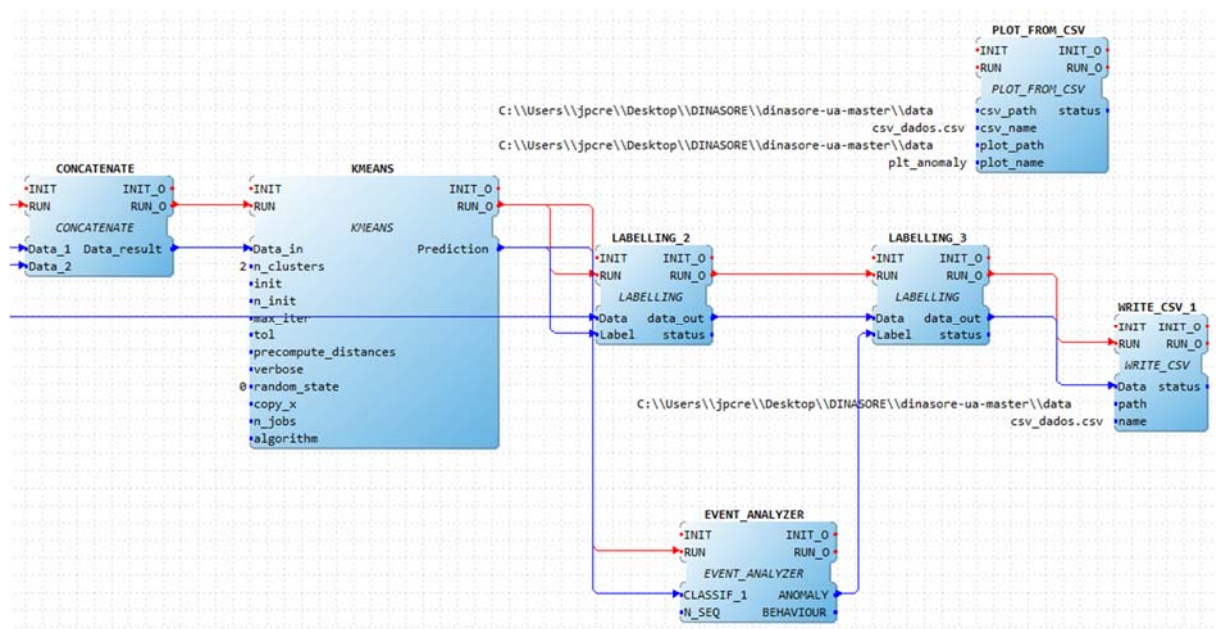 PLOT_FROM_CSV
INIT INIT_O
RUN RUN_O
PLOT_FROM_CSV
C:\\Users\\jpcre\\Desktop\\DINASORE\\dinasore-ua-master\\data csv_path status
csv_dados.csv csv_name
C:\\Users\\jpcre\\Desktop\\DINASORE\\dinasore-ua-master\\data plot_path
plt_anomaly plot_name
CONCATENATE
INIT INIT_O
RUN RUN_O
CONCATENATE
Data_1 Data_result
Data_2
KMEANS
INIT INIT_O
RUN RUN_O
KMEANS
Data_in Prediction
2 n_clusters
init
n_init
max_iter
tol
precompute_distances
verbose
0 random_state
copy_x
n_jobs
algorithm
LABELLING_2
INIT INIT_O
RUN RUN_O
LABELLING
Data data_out
Label status
LABELLING_3
INIT INIT_O
RUN RUN_O
LABELLING
Data data_out
Label status
WRITE_CSV_1
INIT INIT_O
RUN RUN_O
WRITE_CSV
Data status
C:\\Users\\jpcre\\Desktop\\DINASORE\\dinasore-ua-master\\data path
csv_dados.csv name
EVENT_ANALYZER
INIT INIT_O
RUN RUN_O
EVENT_ANALYZER
CLASSIF_1 ANOMALY
N_SEQ BEHAVIOUR